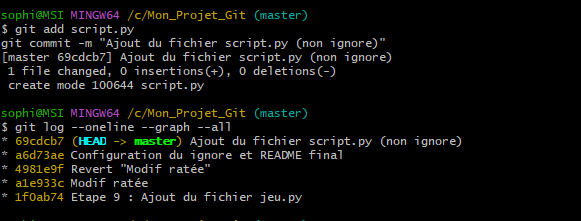 sophi@MSI MINGW64 /c/Mon_Projet_Git (master)
$ git add script.py
git commit -m "Ajout du fichier script.py (non ignore)"
[master 69cdcb7] Ajout du fichier script.py (non ignore)
 1 file changed, 0 insertions(+), 0 deletions(-)
 create mode 100644 script.py
sophi@MSI MINGW64 /c/Mon_Projet_Git (master)
$ git log --oneline --graph --all
* 69cdcb7 (HEAD -> master) Ajout du fichier script.py (non ignore)
* a6d73ae Configuration du ignore et README final
* 4981e9f Revert "Modif ratée"
* a1e933c Modif ratée
* 1f0ab74 Etape 9 : Ajout du fichier jeu.py